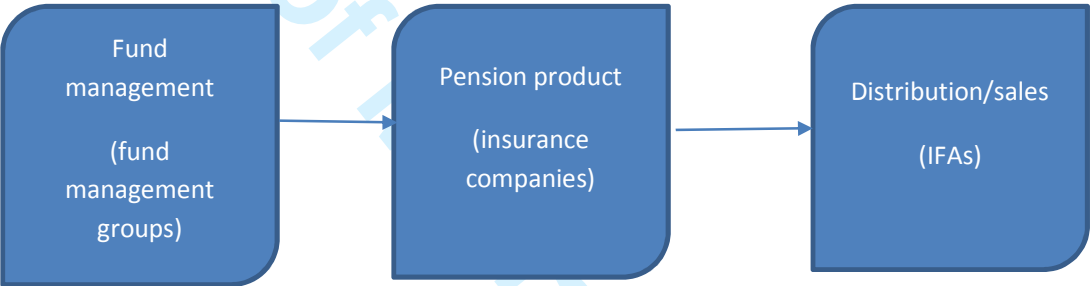 Fund
management
(fund
management
groups)
Pension product
(insurance
companies)
Distribution/sales
(IFAs)